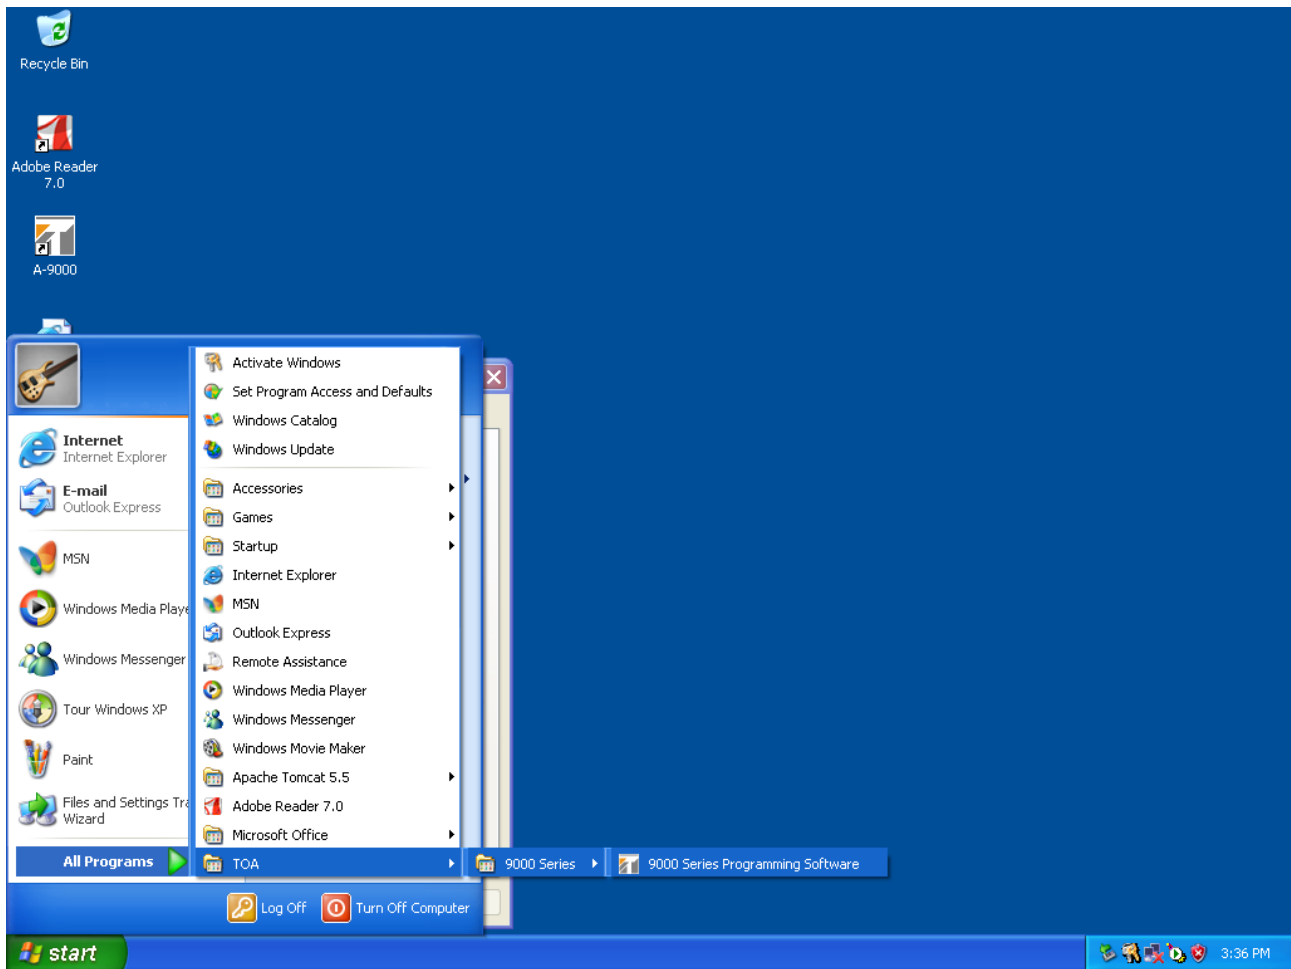 Recycle Bin
Adobe Reader
7.0
A-9000
Internet
Internet Explorer
E-mail
Outlook Express
MSN
Windows Media Playe
Windows Messenger
Tour Windows XP
Paint
Files and Settings Tra
Wizard
All Programs
Activate Windows
Set Program Access and Defaults
Windows Catalog
Windows Update
Accessories
Games
Startup
Internet Explorer
MSN
Outlook Express
Remote Assistance
Windows Media Player
Windows Messenger
Windows Movie Maker
Apache Tomcat 5.5
Adobe Reader 7.0
Microsoft Office
TOA
9000 Series
9000 Series Programming Software
Log Off
Turn Off Computer
start
3:36 PM